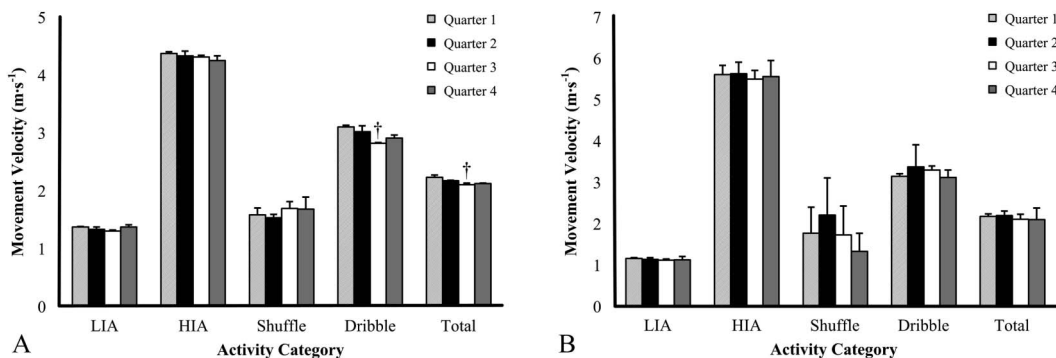 5
4
3
2
1
0
Movement Velocity (m·s⁻¹)
Quarter 1
Quarter 2
Quarter 3
Quarter 4
†
†
LIA HIA Shuffle Dribble Total
Activity Category
A
7
6
5
4
3
2
1
0
Movement Velocity (m·s⁻¹)
Quarter 1
Quarter 2
Quarter 3
Quarter 4
LIA HIA Shuffle Dribble Total
Activity Category
B